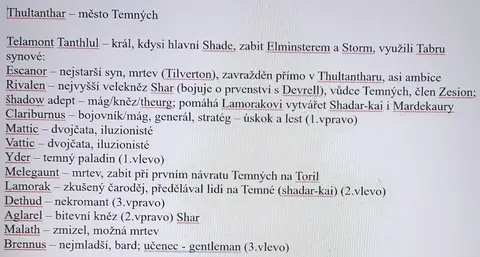 Thultanthar – město Temných
Telamont Tanthlul – král, kdysi hlavní Shade, zabit Elminsterem a Storm, využili Tabru
synové:
Escanor – nejstarší syn, mrtev (Tilverton), zavražděn přímo v Thultantharu, asi ambice
Rivalen – nejvyšší velekněz Shar (bojuje o prvenství s Devrell), vůdce Temných, člen Zesion;
shadow adept – mág/kněz/theurg; pomáhá Lamorakovi vytvářet Shadar-kai i Mardekaury
Clariburnus – bojovník/mág, generál, stratég – úskok a lest (1.vpravo)
Mattic – dvojčata, iluzionisté
Vattic – dvojčata, iluzionisté
Yder – temný paladin (1.vlevo)
Melegaunt – mrtev, zabit při prvním návratu Temných na Toril
Lamorak – zkušený čaroděj, předělával lidi na Temné (shadar-kai) (2.vlevo)
Dethud – nekromant (3.vpravo)
Aglarel – bitevní kněz (2.vpravo) Shar
Malath – zmizel, možná mrtev
Brennus – nejmladší, bard; učenec - gentleman (3.vlevo)